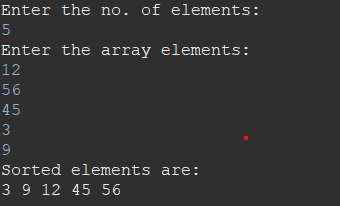 Enter the no. of elements:
5
Enter the array elements:
12
56
45
3
9
Sorted elements are:
3 9 12 45 56